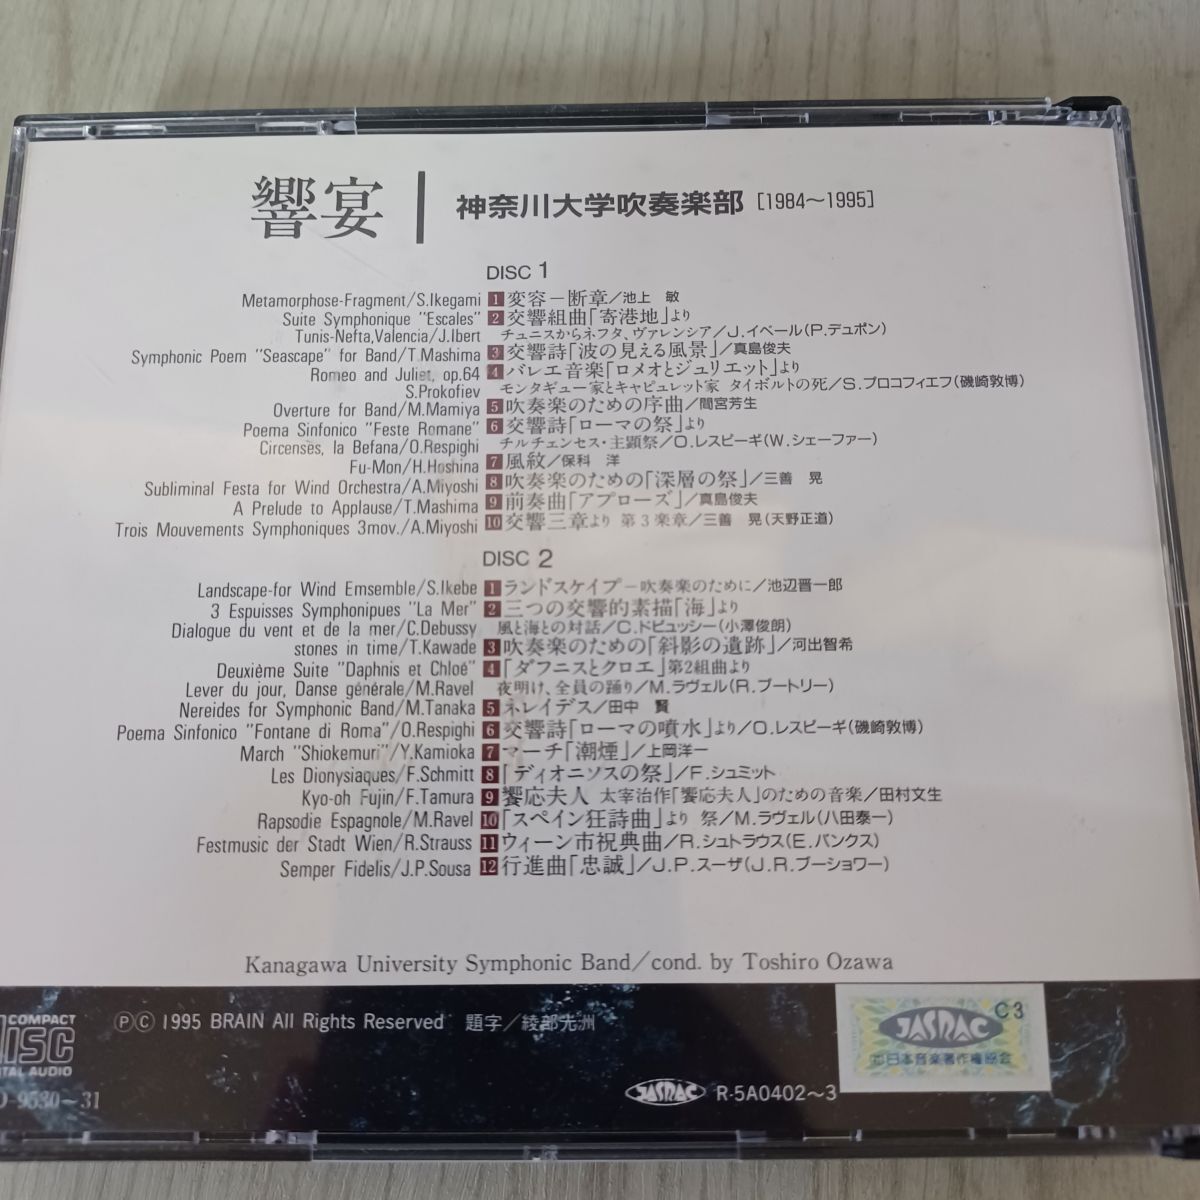 響宴 神奈川大学吹奏楽部 [1984～1995]
DISC 1
Metamorphose-Fragment/S.Ikegami 1 変容－断章／池上 敏
Suite Symphonique "Escales" 2 交響組曲「寄港地」より
Tunis-Nefta,Valencia/J.Ibert チュニスからネフタ、ヴァレンシア／J.イベール(P.デュポン)
Symphonic Poem "Seascape" for Band/T.Mashima 3 交響詩「波の見える風景」／真島俊夫
Romeo and Juliet, op.64 4 バレエ音楽「ロメオとジュリエット」より
S.Prokofiev モンタギュー家とキャピュレット家 タイボルトの死／S.プロコフィエフ(磯崎敦博)
Overture for Band/M.Mamiya 5 吹奏楽のための序曲／間宮芳生
Poema Sinfonico "Feste Romane" 6 交響詩「ローマの祭」より
Circenses, la Befana/O.Respighi チルチェンセス・主顕祭／O.レスピーギ(W.シェーファー)
Fu-Mon/H.Hoshina 7 風紋／保科 洋
Subliminal Festa for Wind Orchestra/A.Miyoshi 8 吹奏楽のための「深層の祭」／三善 晃
A Prelude to Applause/T.Mashima 9 前奏曲「アプローズ」／真島俊夫
Trois Mouvements Symphoniques 3mov./A.Miyoshi 10 交響三章より 第3楽章／三善 晃(天野正道)
DISC 2
Landscape-for Wind Emsemble/S.Ikebe 1 ランドスケイプ－吹奏楽のために／池辺晋一郎
3 Espuisses Symphonipues "La Mer" 2 三つの交響的素描「海」より
Dialogue du vent et de la mer/C.Debussy 風と海との対話／C.ドビュッシー(小澤俊朗)
stones in time/T.Kawade 3 吹奏楽のための「斜影の遺跡」／河出智希
Deuxième Suite "Daphnis et Chloé" 4 「ダフニスとクロエ」第2組曲より
Lever du jour, Danse générale/M.Ravel 夜明け、全員の踊り／M.ラヴェル(R.ブートリー)
Nereides for Symphonic Band/M.Tanaka 5 ネレイデス／田中 賢
Poema Sinfonico "Fontane di Roma"/O.Respighi 6 交響詩「ローマの噴水」より／O.レスピーギ(磯崎敦博)
March "Shiokemuri"/Y.Kamioka 7 マーチ「潮煙」／上岡洋一
Les Dionysiaques/F.Schmitt 8 「ディオニソスの祭」／F.シュミット
Kyo-oh Fujin/F.Tamura 9 饗応夫人 太宰治作「饗応夫人」のための音楽／田村文生
Rapsodie Espagnole/M.Ravel 10 「スペイン狂詩曲」より 祭／M.ラヴェル(八田泰一)
Festmusic der Stadt Wien/R.Strauss 11 ウィーン市祝典曲／R.シュトラウス(E.バンクス)
Semper Fidelis/J.P.Sousa 12 行進曲「忠誠」／J.P.スーザ(J.R.ブーショワー)
Kanagawa University Symphonic Band／cond. by Toshiro Ozawa
COMPACT
DISC
DIGITAL AUDIO
ⓅⒸ 1995 BRAIN All Rights Reserved 題字／綾部光洲
JASRAC C3
日本音楽著作権協会
9530～31
JASRAC R-5A0402～3